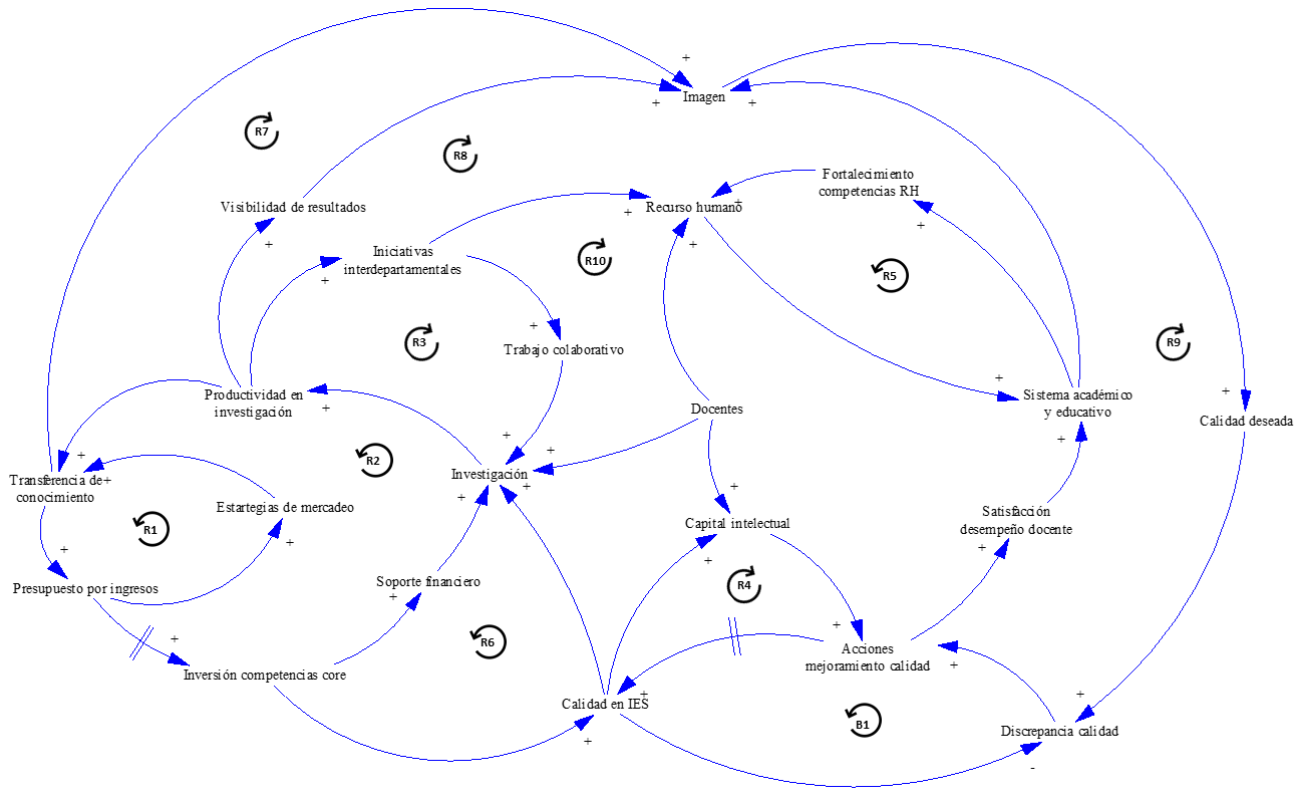 +
Imagen
+
+
R7
R8
Fortalecimiento
competencias RH
Visibilidad de resultados
+
Recurso humano
+
+
+
+
Iniciativas
interdepartamentales
+
+
R10
R5
R3
+
Trabajo colaborativo
R9
Productividad en
investigación
+
Docentes
+
Sistema académico
y educativo
+
Calidad deseada
+
+
+
+
R2
Investigación
+
+
Transferencia de
conocimiento
+
Estartegias de mercadeo
+
R1
+
Capital intelectual
+
Satisfacción
desempeño docente
+
+
Presupuesto por ingresos
Soporte financiero
+
R4
+
R6
+
Inversión competencias core
Acciones
mejoramiento calidad
+
Calidad en IES
+
+
B1
+
Discrepancia calidad
-